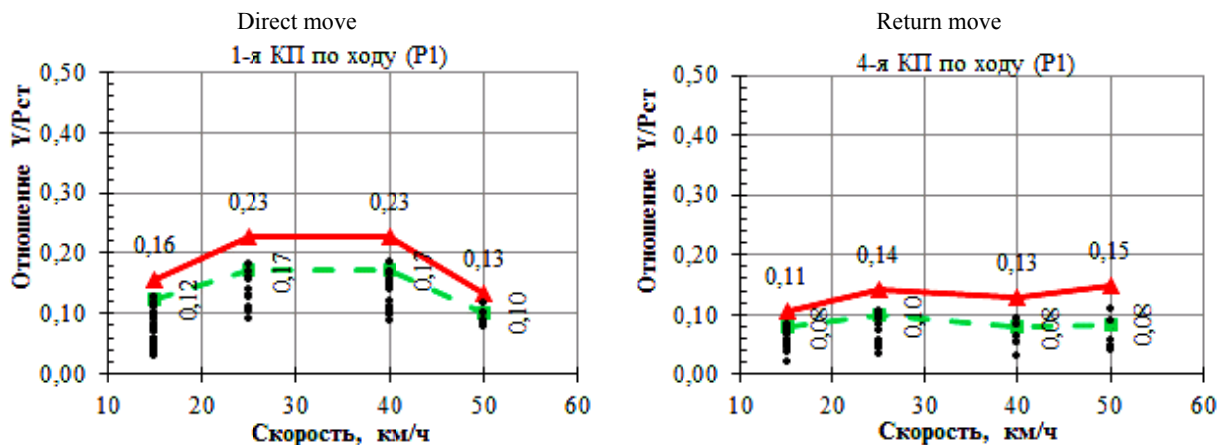 Direct move
1-я КП по ходу (Р1)
Отношение Y/Рст
0,50
0,40
0,30
0,20
0,10
0,00
0,16
0,23
0,23
0,13
0,12
0,17
0,17
0,10
10 20 30 40 50 60
Скорость, км/ч
Return move
4-я КП по ходу (Р1)
Отношение Y/Рст
0,50
0,40
0,30
0,20
0,10
0,00
0,11
0,14
0,13
0,15
0,08
0,10
0,08
0,08
10 20 30 40 50 60
Скорость, км/ч